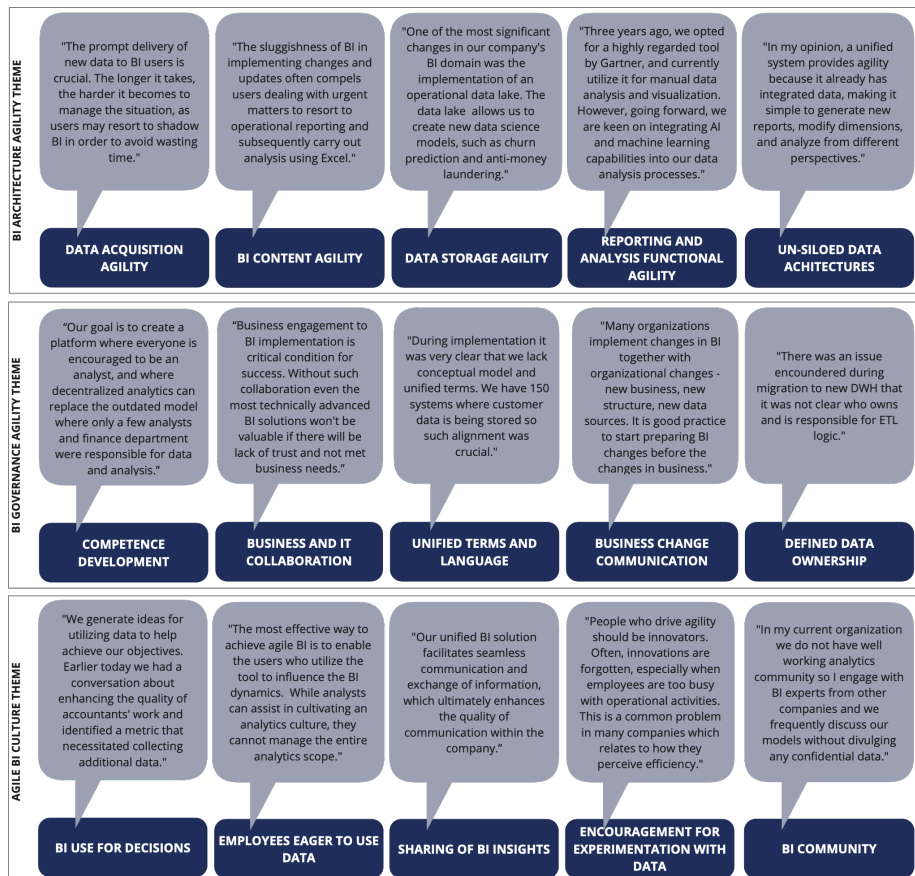 BI ARCHITECTURE AGILITY THEME
"The prompt delivery of
new data to BI users is
crucial. The longer it takes,
the harder it becomes to
manage the situation, as
users may resort to shadow
BI in order to avoid wasting
time."
DATA ACQUISITION
AGILITY
"The sluggishness of BI in
implementing changes and
updates often compels
users dealing with urgent
matters to resort to
operational reporting and
subsequently carry out
analysis using Excel."
BI CONTENT AGILITY
"One of the most significant
changes in our company's
BI domain was the
implementation of an
operational data lake. The
data lake allows us to
create new data science
models, such as churn
prediction and anti-money
laundering."
DATA STORAGE AGILITY
"Three years ago, we opted
for a highly regarded tool
by Gartner, and currently
utilize it for manual data
analysis and visualization.
However, going forward, we
are keen on integrating AI
and machine learning
capabilities into our data
analysis processes."
REPORTING AND
ANALYSIS FUNCTIONAL
AGILITY
"In my opinion, a unified
system provides agility
because it already has
integrated data, making it
simple to generate new
reports, modify dimensions,
and analyze from different
perspectives."
UN-SILOED DATA
ACHITECTURES
BI GOVERNANCE AGILITY THEME
“Our goal is to create a
platform where everyone is
encouraged to be an
analyst, and where
decentralized analytics can
replace the outdated model
where only a few analysts
and finance department
were responsible for data
and analysis.”
COMPETENCE
DEVELOPMENT
“Business engagement to
BI implementation is
critical condition for
success. Without such
collaboration even the
most technically advanced
BI solutions won't be
valuable if there will be
lack of trust and not met
business needs.”
BUSINESS AND IT
COLLABORATION
"During implementation it
was very clear that we lack
conceptual model and
unified terms. We have 150
systems where customer
data is being stored so
such alignment was
crucial."
UNIFIED TERMS AND
LANGUAGE
"Many organizations
implement changes in BI
together with
organizational changes -
new business, new
structure, new data
sources. It is good practice
to start preparing BI
changes before the
changes in business."
BUSINESS CHANGE
COMMUNICATION
"There was an issue
encoundered during
migration to new DWH that
it was not clear who owns
and is responsible for ETL
logic."
DEFINED DATA
OWNERSHIP
AGILE BI CULTURE THEME
"We generate ideas for
utilizing data to help
achieve our objectives.
Earlier today we had a
conversation about
enhancing the quality of
accountants' work and
identified a metric that
necessitated collecting
additional data."
BI USE FOR DECISIONS
"The most effective way to
achieve agile BI is to enable
the users who utilize the
tool to influence the BI
dynamics. While analysts
can assist in cultivating an
analytics culture, they
cannot manage the entire
analytics scope."
EMPLOYEES EAGER TO USE
DATA
"Our unified BI solution
facilitates seamless
communication and
exchange of information,
which ultimately enhances
the quality of
communication within the
company.”
SHARING OF BI INSIGHTS
"People who drive agility
should be innovators.
Often, innovations are
forgotten, especially when
employees are too busy
with operational activities.
This is a common problem
in many companies which
relates to how they
perceive efficiency."
ENCOURAGEMENT FOR
EXPERIMENTATION WITH
DATA
"In my current organization
we do not have well
working analytics
community so I engage with
BI experts from other
companies and we
frequently discuss our
models without divulging
any confidential data."
BI COMMUNITY